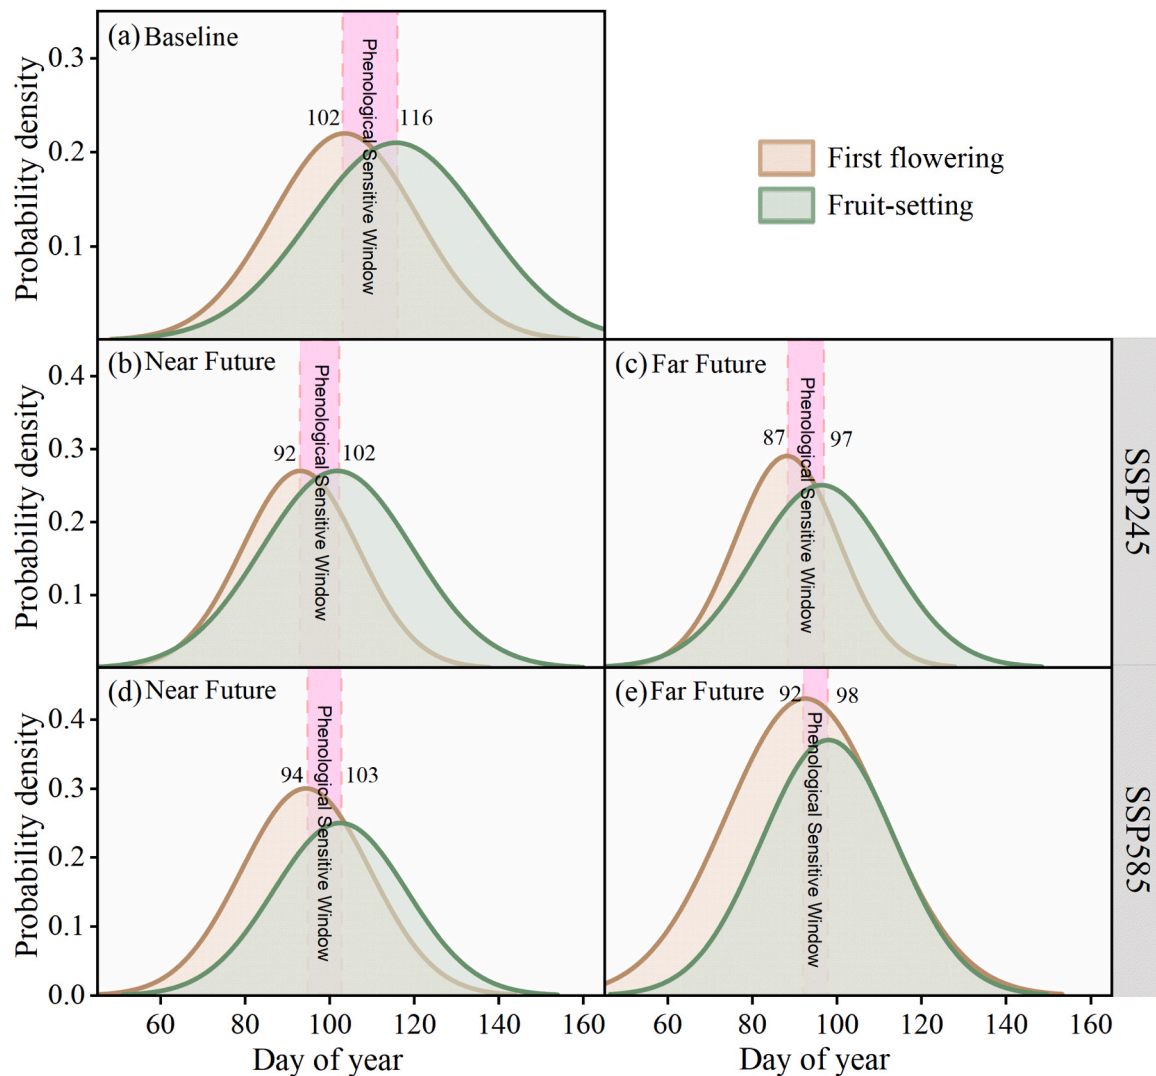 (a) Baseline
Probability density
0.3
0.2
0.1
102
116
Phenological Sensitive Window
First flowering
Fruit-setting
(b) Near Future
Probability density
0.4
0.3
0.2
0.1
92
102
Phenological Sensitive Window
(c) Far Future
87
97
Phenological Sensitive Window
SSP245
(d) Near Future
Probability density
0.4
0.3
0.2
0.1
0.0
94
103
Phenological Sensitive Window
60 80 100 120 140 160
Day of year
(e) Far Future
92
98
Phenological Sensitive Window
60 80 100 120 140 160
Day of year
SSP585